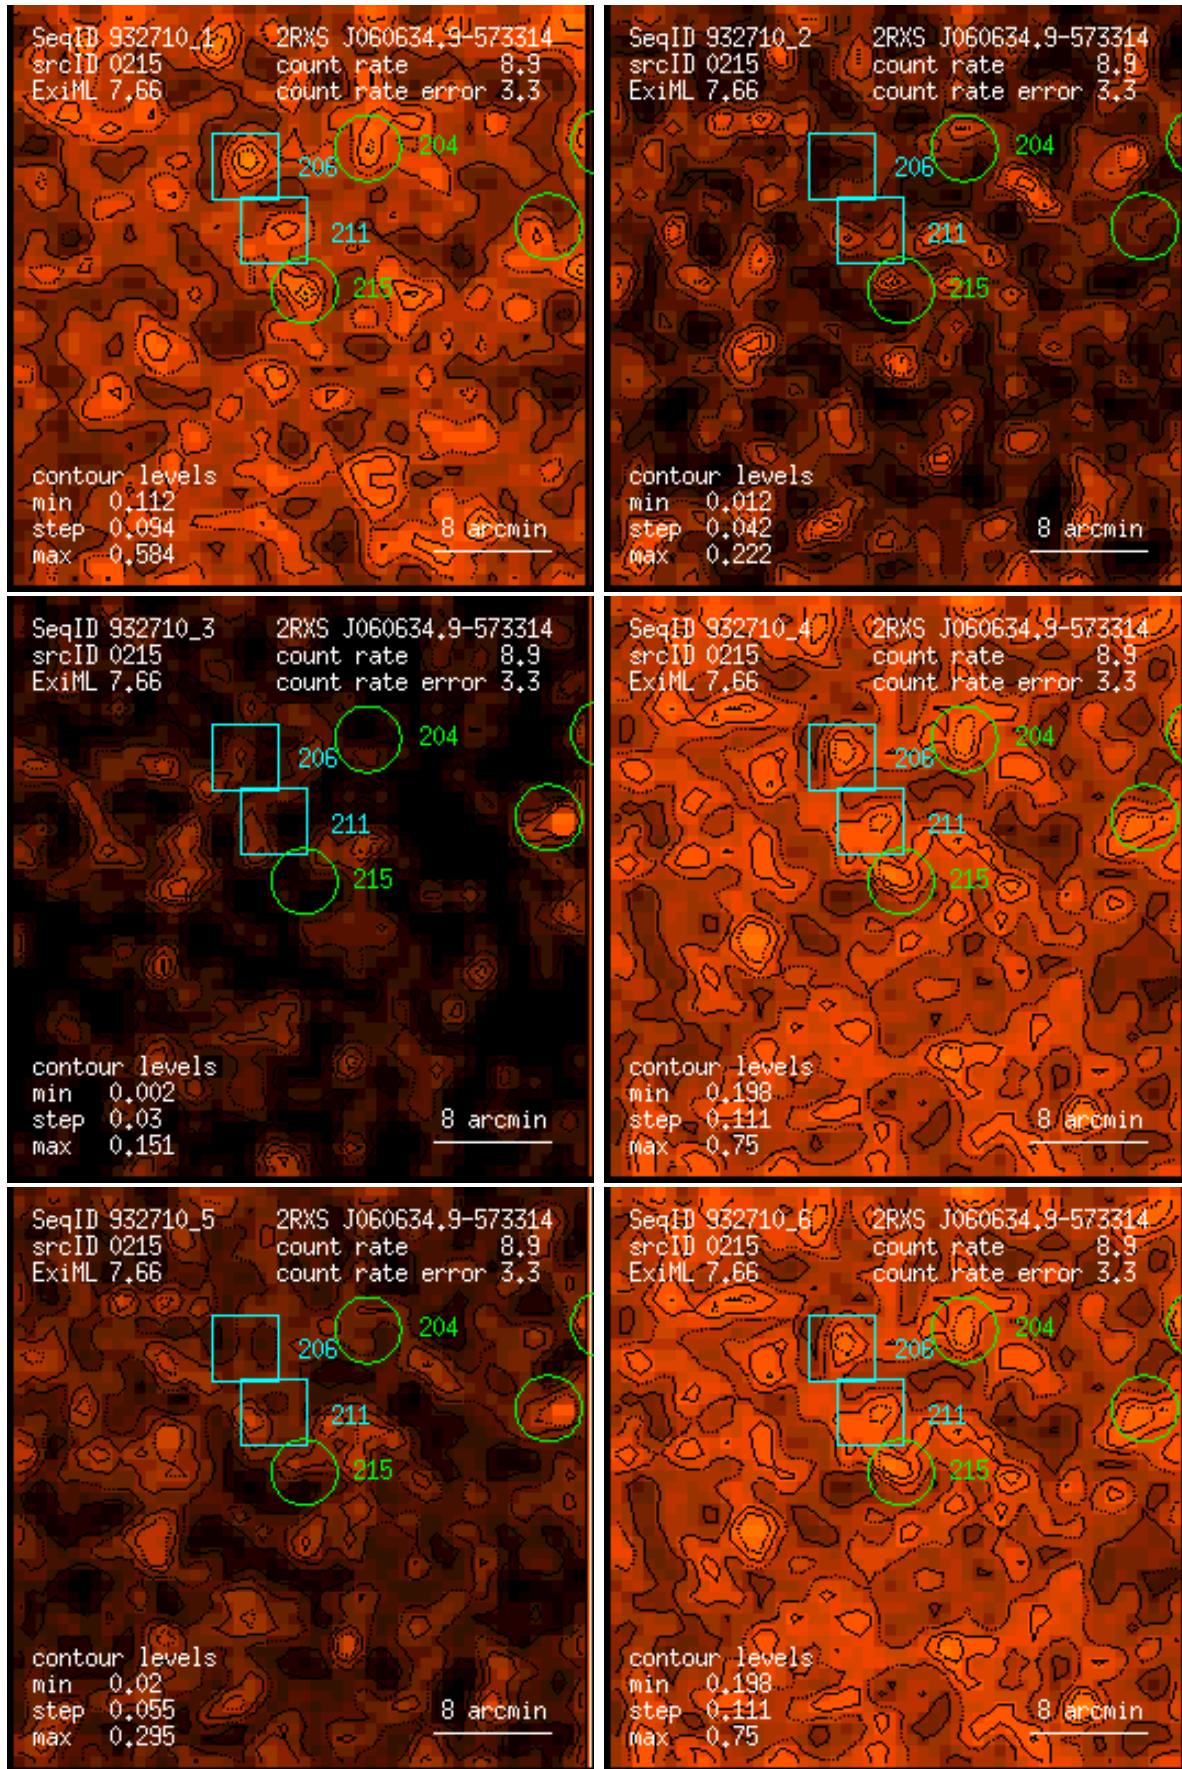 SeqID 932710_1 2RXS J060634.9-573314
srcID 0215 count rate 8.9
ExiML 7.66 count rate error 3.3
204
206
211
215
contour levels
min 0.112
step 0.094 8 arcmin
max 0.584
SeqID 932710_2 2RXS J060634.9-573314
srcID 0215 count rate 8.9
ExiML 7.66 count rate error 3.3
204
206
211
215
contour levels
min 0.012
step 0.042 8 arcmin
max 0.222
SeqID 932710_3 2RXS J060634.9-573314
srcID 0215 count rate 8.9
ExiML 7.66 count rate error 3.3
204
206
211
215
contour levels
min 0.002
step 0.03 8 arcmin
max 0.151
SeqID 932710_4 2RXS J060634.9-573314
srcID 0215 count rate 8.9
ExiML 7.66 count rate error 3.3
204
206
211
215
contour levels
min 0.198
step 0.111 8 arcmin
max 0.75
SeqID 932710_5 2RXS J060634.9-573314
srcID 0215 count rate 8.9
ExiML 7.66 count rate error 3.3
204
206
211
215
contour levels
min 0.02
step 0.055 8 arcmin
max 0.295
SeqID 932710_6 2RXS J060634.9-573314
srcID 0215 count rate 8.9
ExiML 7.66 count rate error 3.3
204
206
211
215
contour levels
min 0.198
step 0.111 8 arcmin
max 0.75